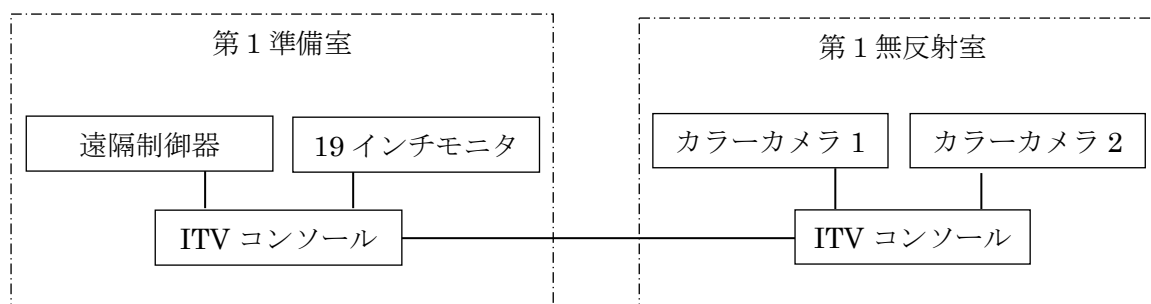 第１準備室
遠隔制御器
19 インチモニタ
ITV コンソール
第１無反射室
カラーカメラ 1
カラーカメラ 2
ITV コンソール